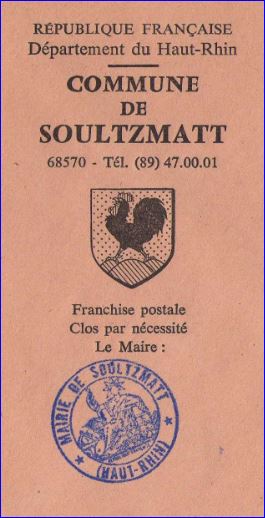 RÉPUBLIQUE FRANÇAISE
Département du Haut-Rhin
COMMUNE
DE
SOULTZMATT
68570 - Tél. (89) 47.00.01
Franchise postale
Clos par nécessité
Le Maire :
MAIRIE DE SOULTZMATT
(HAUT-RHIN)